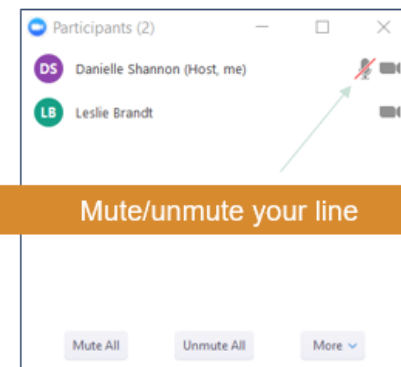 Participants (2)
DS Danielle Shannon (Host, me)
LB Leslie Brandt
Mute/unmute your line
Mute All Unmute All More